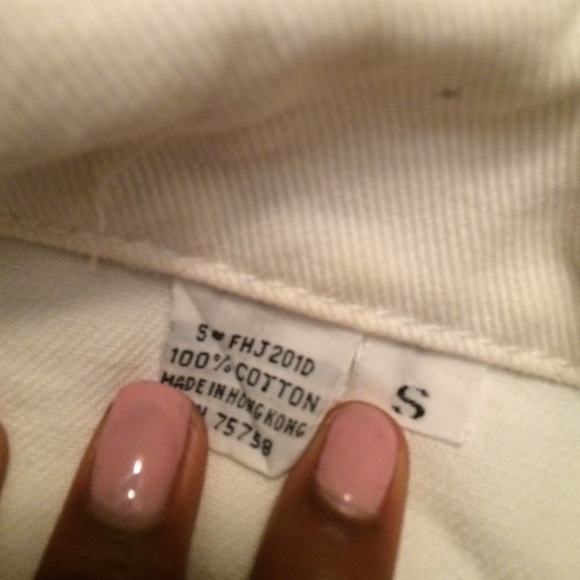 S♥ FHJ201D
100% COTTON
MADE IN HONG KONG
N 75758
S